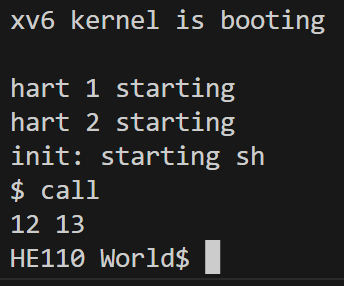 xv6 kernel is booting
hart 1 starting
hart 2 starting
init: starting sh
$ call
12 13
HE110 World$